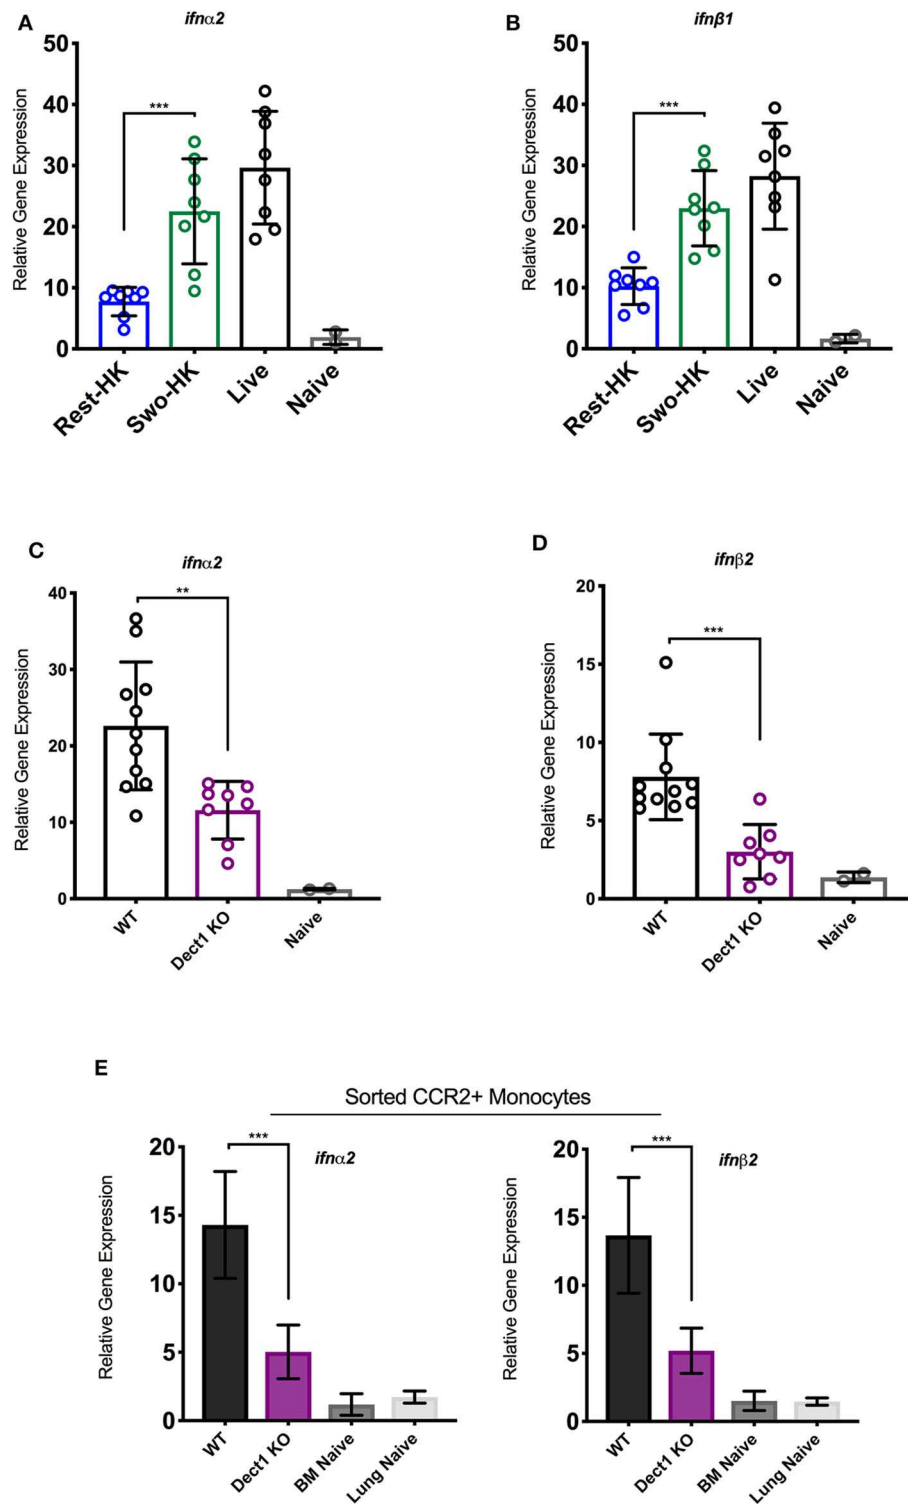 A
ifnα2
50
40
30
20
10
0
Relative Gene Expression
***
Rest-HK
Swo-HK
Live
Naive
B
ifnβ1
50
40
30
20
10
0
Relative Gene Expression
***
Rest-HK
Swo-HK
Live
Naive
C
ifnα2
40
30
20
10
0
Relative Gene Expression
**
WT
Dect1 KO
Naive
D
ifnβ2
20
15
10
5
0
Relative Gene Expression
***
WT
Dect1 KO
Naive
E
Sorted CCR2+ Monocytes
ifnα2
20
15
10
5
0
Relative Gene Expression
***
WT
Dect1 KO
BM Naive
Lung Naive
ifnβ2
20
15
10
5
0
Relative Gene Expression
***
WT
Dect1 KO
BM Naive
Lung Naive